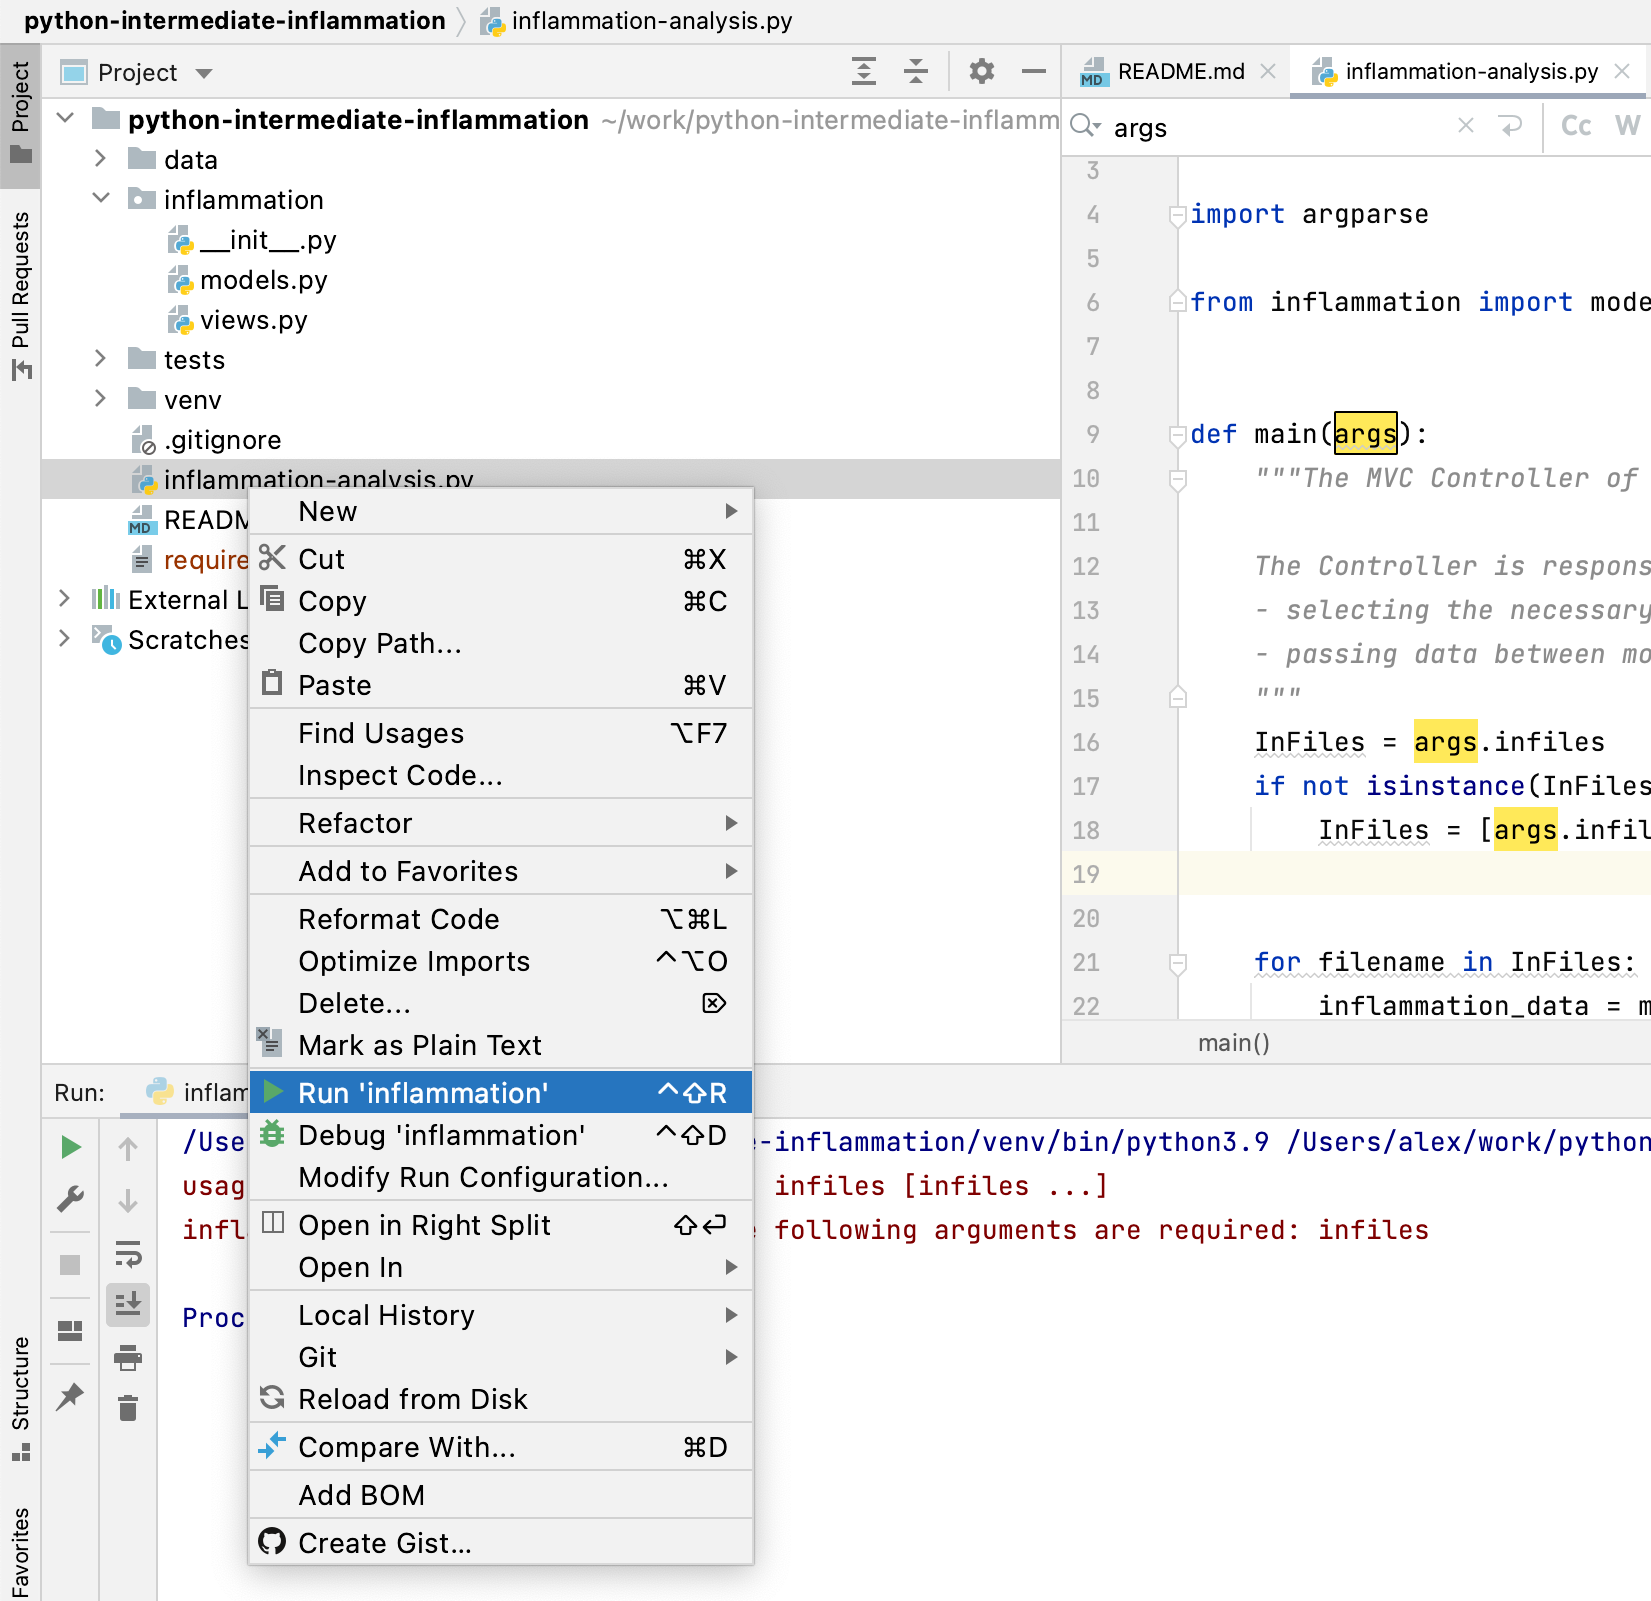 python-intermediate-inflammation inflammation-analysis.py
Project
Pull Requests
Structure
Favorites
Project
python-intermediate-inflammation ~/work/python-intermediate-inflamm
data
inflammation
__init__.py
models.py
views.py
tests
venv
.gitignore
inflammation-analysis.py
MD READM
require
External L
Scratches
New
Cut ⌘X
Copy ⌘C
Copy Path...
Paste ⌘V
Find Usages ⌥F7
Inspect Code...
Refactor
Add to Favorites
Reformat Code ⌥⌘L
Optimize Imports ^⌥O
Delete... ⌦
Mark as Plain Text
Run 'inflammation' ^⇧R
Debug 'inflammation' ^⇧D
Modify Run Configuration...
Open in Right Split ⇧↩
Open In
Local History
Git
Reload from Disk
Compare With... ⌘D
Add BOM
Create Gist...
MD README.md inflammation-analysis.py
args Cc W
3
4 import argparse
5
6 from inflammation import mode
7
8
9 def main(args):
10 """The MVC Controller of
11
12 The Controller is respons
13 - selecting the necessary
14 - passing data between mo
15 """
16 InFiles = args.infiles
17 if not isinstance(InFiles
18 InFiles = [args.infil
19
20
21 for filename in InFiles:
22 inflammation_data = m
main()
Run: inflam
/Use e-inflammation/venv/bin/python3.9 /Users/alex/work/python
usag infiles [infiles ...]
infl e following arguments are required: infiles
Proc